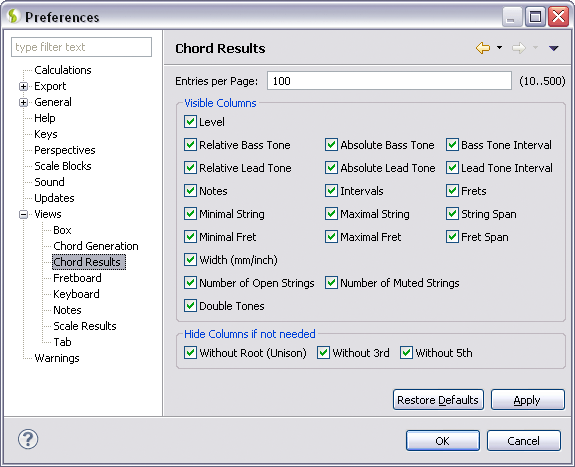 Preferences
type filter text
Calculations
Export
General
Help
Keys
Perspectives
Scale Blocks
Sound
Updates
Views
Box
Chord Generation
Chord Results
Fretboard
Keyboard
Notes
Scale Results
Tab
Warnings
Chord Results
Entries per Page: 100 (10..500)
Visible Columns
Level
Relative Bass Tone Absolute Bass Tone Bass Tone Interval
Relative Lead Tone Absolute Lead Tone Lead Tone Interval
Notes Intervals Frets
Minimal String Maximal String String Span
Minimal Fret Maximal Fret Fret Span
Width (mm/inch)
Number of Open Strings Number of Muted Strings
Double Tones
Hide Columns if not needed
Without Root (Unison) Without 3rd Without 5th
Restore Defaults Apply
? OK Cancel